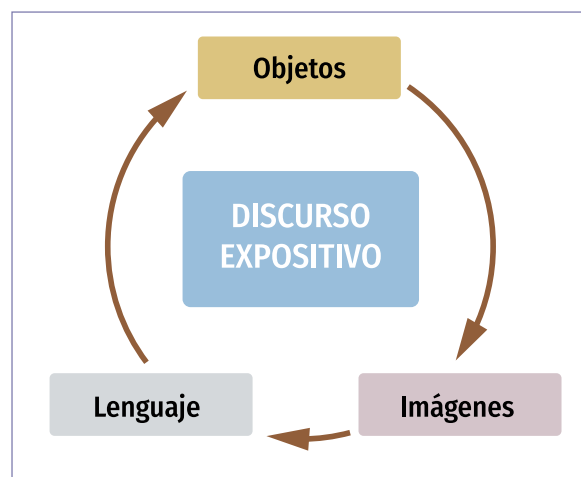 Objetos
DISCURSO
EXPOSITIVO
Lenguaje
Imágenes